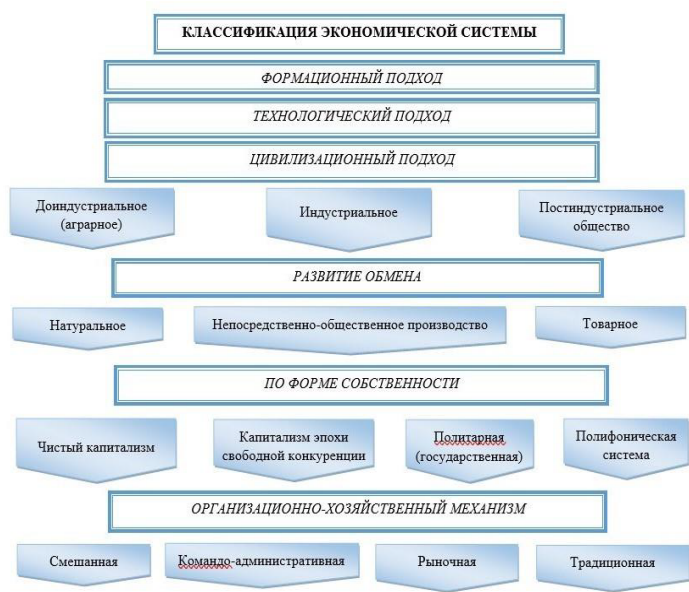 КЛАССИФИКАЦИЯ ЭКОНОМИЧЕСКОЙ СИСТЕМЫ
ФОРМАЦИОННЫЙ ПОДХОД
ТЕХНОЛОГИЧЕСКИЙ ПОДХОД
ЦИВИЛИЗАЦИОННЫЙ ПОДХОД
Доиндустриальное
(аграрное)
Индустриальное
Постиндустриальное
общество
РАЗВИТИЕ ОБМЕНА
Натуральное
Непосредственно-общественное производство
Товарное
ПО ФОРМЕ СОБСТВЕННОСТИ
Чистый капитализм
Капитализм эпохи
свободной конкуренции
Политарная
(государственная)
Полифоническая
система
ОРГАНИЗАЦИОННО-ХОЗЯЙСТВЕННЫЙ МЕХАНИЗМ
Смешанная
Командо-административная
Рыночная
Традиционная